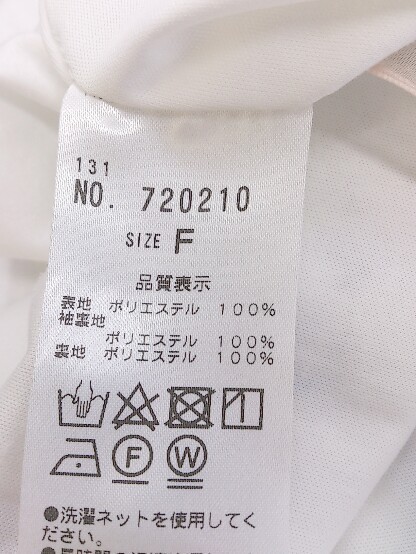 131
NO. 720210
SIZE F
品質表示
表地 ポリエステル 100%
袖裏地
ポリエステル 100%
裏地 ポリエステル 100%
F W
●洗濯ネットを使用してく
ださい。